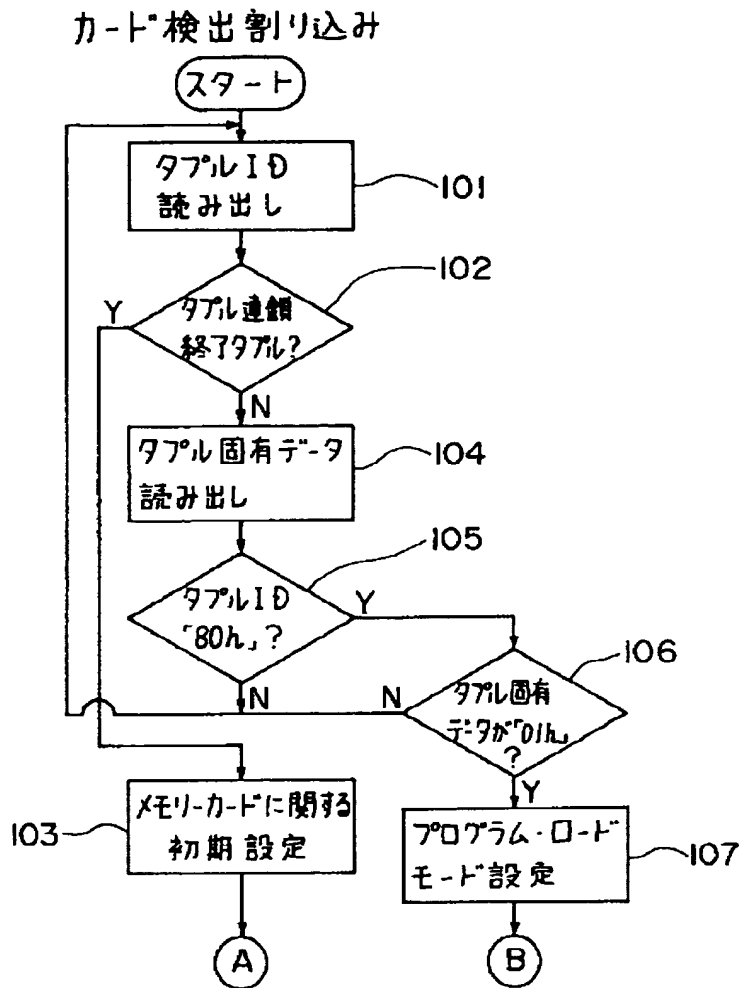 カード検出割り込み
スタート
タプルID
読み出し
101
102
タプル連鎖
終了タプル?
Y
N
タプル固有データ
読み出し
104
105
タプルID
「80h」?
Y
N
106
タプル固有
データが「01h」
?
N
Y
メモリーカードに関する
初期設定
103
プログラム・ロード
モード設定
107
A
B